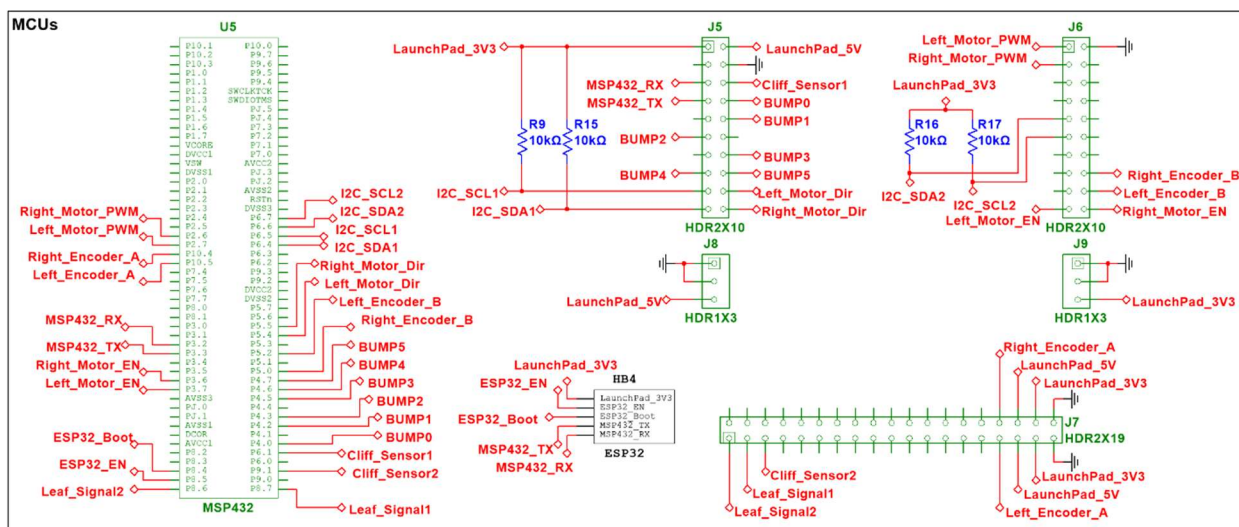 MCUs
U5
P10.1 P10.0
P10.2 P9.6
P10.3 P9.7
P1.0 P9.5
P1.1 P9.4
P1.2 SWCLKTCK
P1.3 SWDIOTMS
P1.4 PJ.5
P1.5 PJ.4
P1.6 P7.3
P1.7 P7.2
VCORE P7.1
DVCC1 P7.0
VSW AVCC2
DVSS1 PJ.3
P2.0 PJ.2
P2.1 AVSS2
P2.2 RSTn
P2.3 DVSS3
P2.4 P6.7
P2.5 P6.6
P2.6 P6.5
P2.7 P6.4
P10.4 P6.3
P10.5 P6.2
P7.4 P9.3
P7.5 P9.2
P7.6 DVCC2
P7.7 DVSS2
P8.0 P5.7
P8.1 P5.6
P3.0 P5.5
P3.1 P5.4
P3.2 P5.3
P3.3 P5.2
P3.4 P5.1
P3.5 P5.0
P3.6 P4.7
P3.7 P4.6
AVSS3 P4.5
PJ.0 P4.4
PJ.1 P4.3
AVSS1 P4.2
DCOR P4.1
AVCC1 P4.0
P8.2 P6.1
P8.3 P6.0
P8.4 P9.1
P8.5 P9.0
P8.6 P8.7
Right_Motor_PWM
Left_Motor_PWM
Right_Encoder_A
Left_Encoder_A
MSP432_RX
MSP432_TX
Right_Motor_EN
Left_Motor_EN
ESP32_Boot
ESP32_EN
Leaf_Signal2
I2C_SCL2
I2C_SDA2
I2C_SCL1
I2C_SDA1
Right_Motor_Dir
Left_Motor_Dir
Left_Encoder_B
Right_Encoder_B
BUMP5
BUMP4
BUMP3
BUMP2
BUMP1
BUMP0
Cliff_Sensor1
Cliff_Sensor2
Leaf_Signal1
MSP432
J5
LaunchPad_3V3
LaunchPad_5V
MSP432_RX
Cliff_Sensor1
MSP432_TX
BUMP0
BUMP1
R9
10kΩ
R15
10kΩ
BUMP2
BUMP3
BUMP4
BUMP5
I2C_SCL1
Left_Motor_Dir
I2C_SDA1
Right_Motor_Dir
HDR2X10
J6
Left_Motor_PWM
Right_Motor_PWM
LaunchPad_3V3
R16
10kΩ
R17
10kΩ
I2C_SDA2
I2C_SCL2
Left_Motor_EN
Right_Encoder_B
Left_Encoder_B
Right_Motor_EN
HDR2X10
J8
LaunchPad_5V
HDR1X3
J9
LaunchPad_3V3
HDR1X3
HB4
LaunchPad_3V3
ESP32_EN
ESP32_Boot
MSP432_TX
MSP432_RX
LaunchPad_3V3
ESP32_EN
ESP32_Boot
MSP432_TX
MSP432_RX
ESP32
Right_Encoder_A
LaunchPad_5V
LaunchPad_3V3
J7
HDR2X19
Cliff_Sensor2
Leaf_Signal1
Leaf_Signal2
LaunchPad_3V3
LaunchPad_5V
Left_Encoder_A